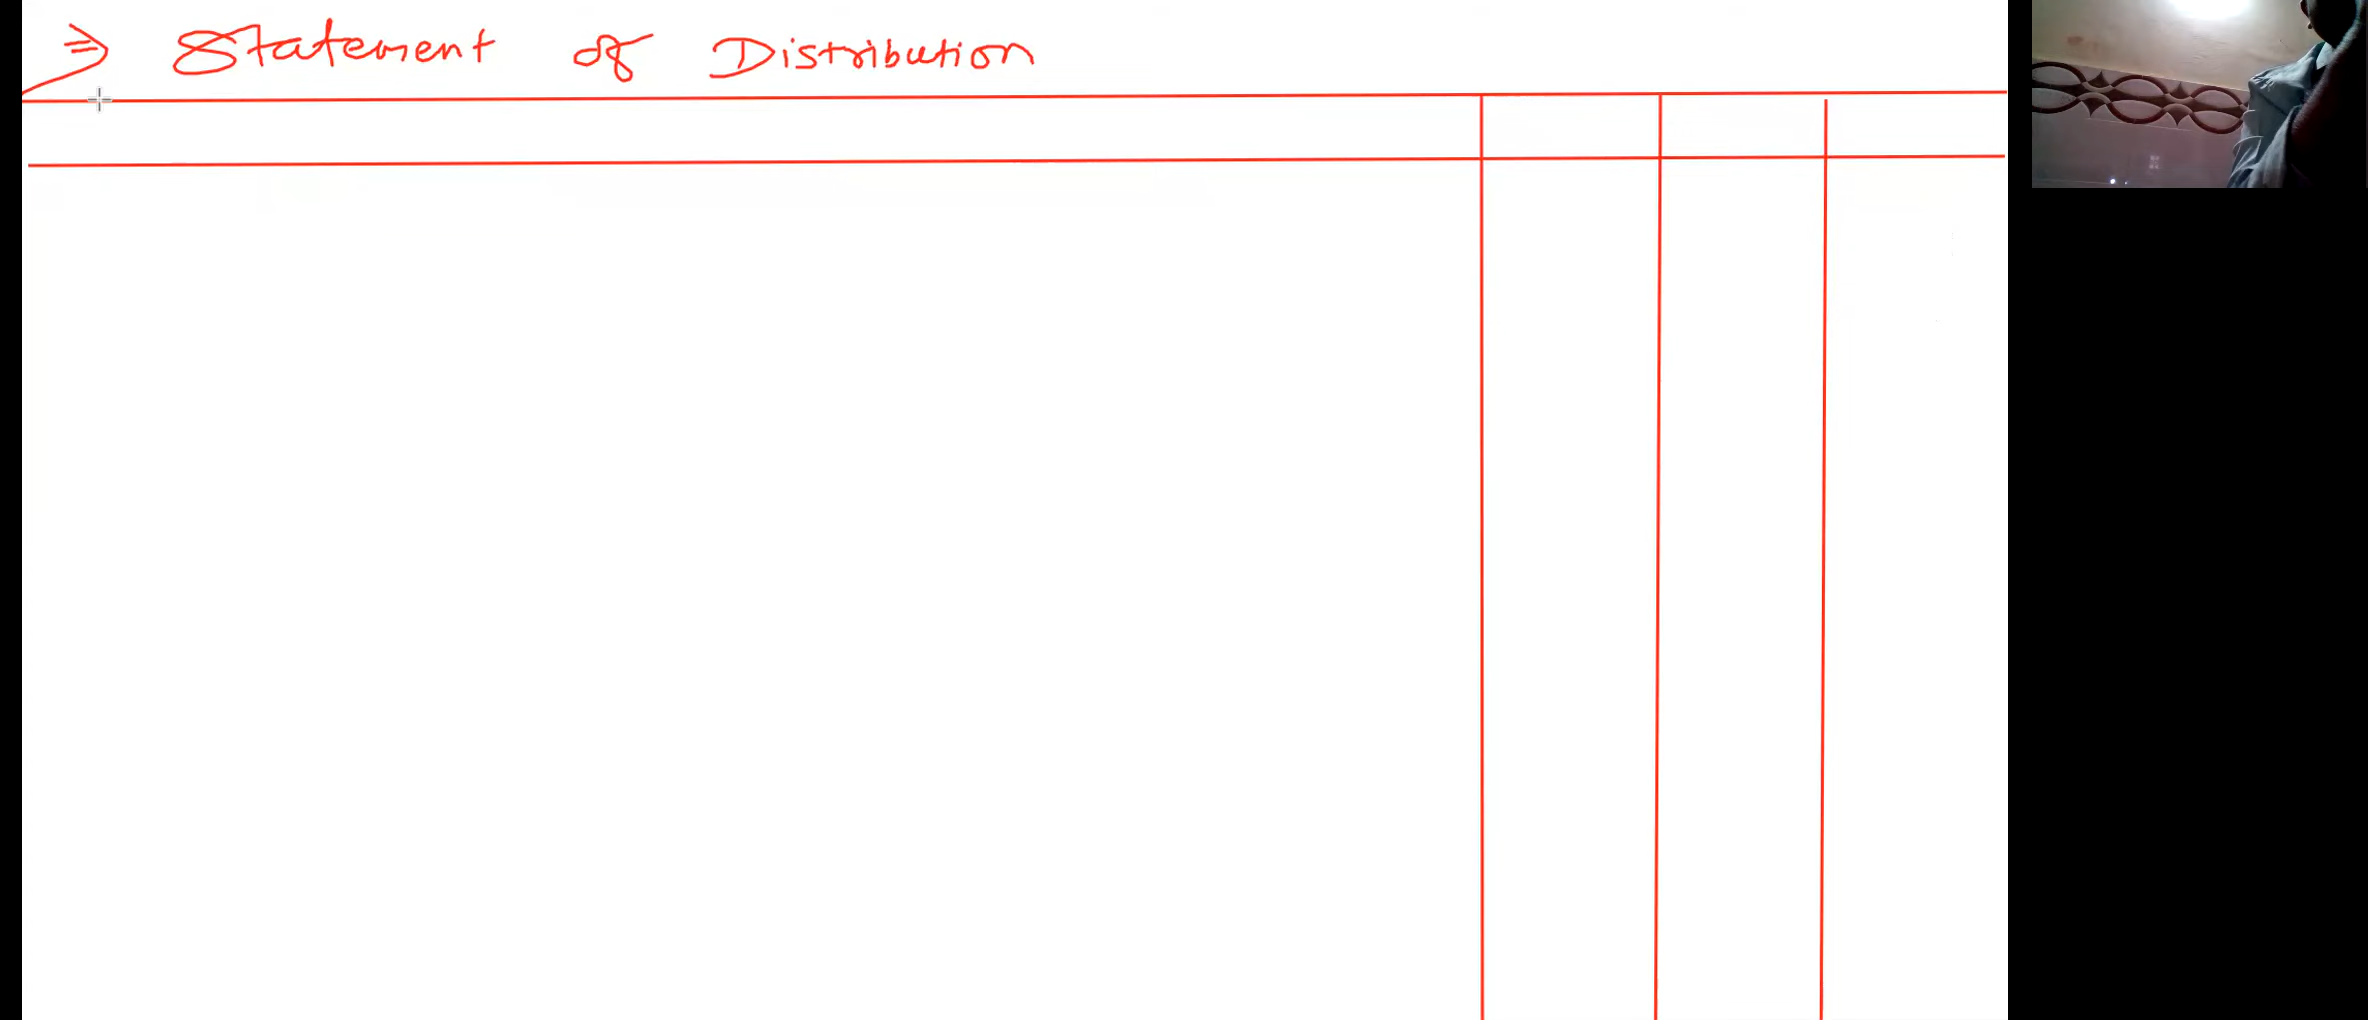 ⇒ Statement of Distribution